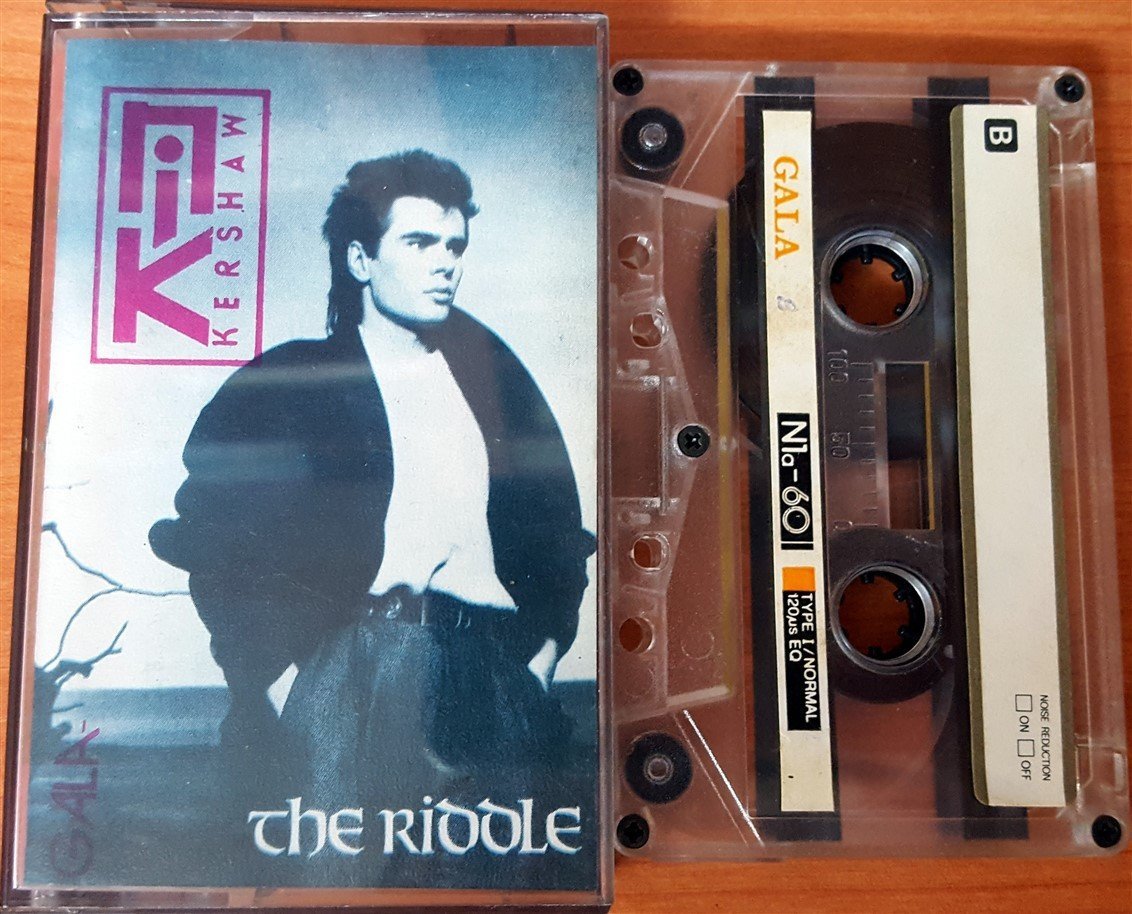 NiK
KERSHAW
THE RIDDLE
GALA
GALA
N1a-60
TYPE I/NORMAL
120µs EQ
100 50 0
B
NOISE REDUCTION
ON OFF